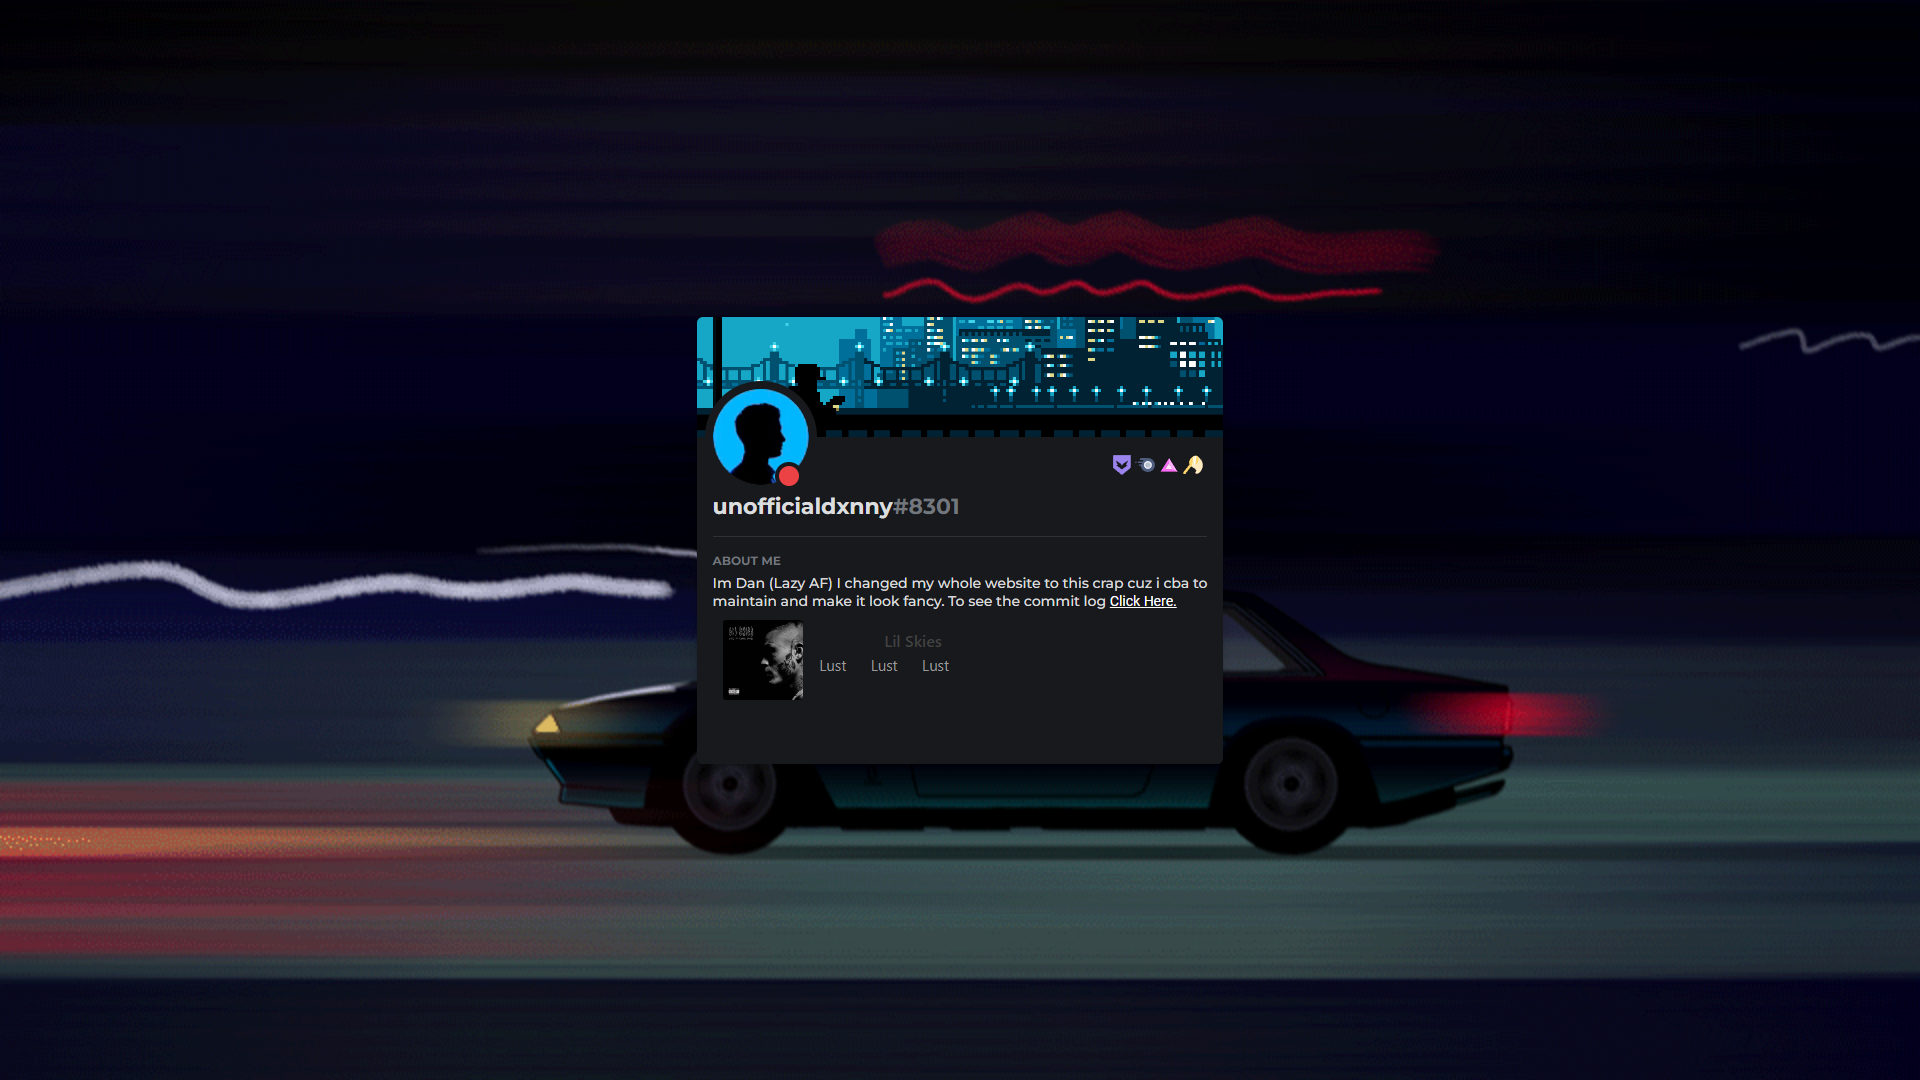 unofficialdxnny#8301
ABOUT ME
Im Dan (Lazy AF) I changed my whole website to this crap cuz i cba to
maintain and make it look fancy. To see the commit log Click Here.
Lil Skies
Lust Lust Lust